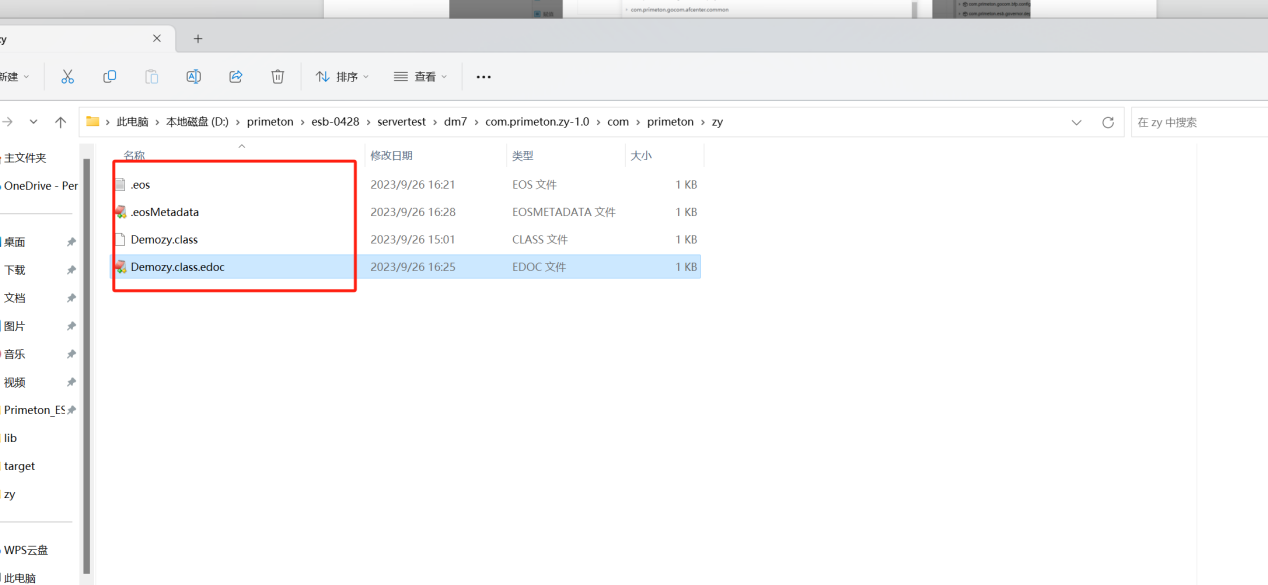 com.primeton.gocom.afcenter.common
zy
新建
排序
查看
此电脑 › 本地磁盘 (D:) › primeton › esb-0428 › servertest › dm7 › com.primeton.zy-1.0 › com › primeton › zy
在 zy 中搜索
名称 修改日期 类型 大小
.eos 2023/9/26 16:21 EOS 文件 1 KB
.eosMetadata 2023/9/26 16:28 EOSMETADATA 文件 1 KB
Demozy.class 2023/9/26 15:01 CLASS 文件 1 KB
Demozy.class.edoc 2023/9/26 16:25 EDOC 文件 1 KB
主文件夹
OneDrive - Per
桌面
下载
文档
图片
音乐
视频
Primeton_ES
lib
target
zy
WPS云盘
此电脑